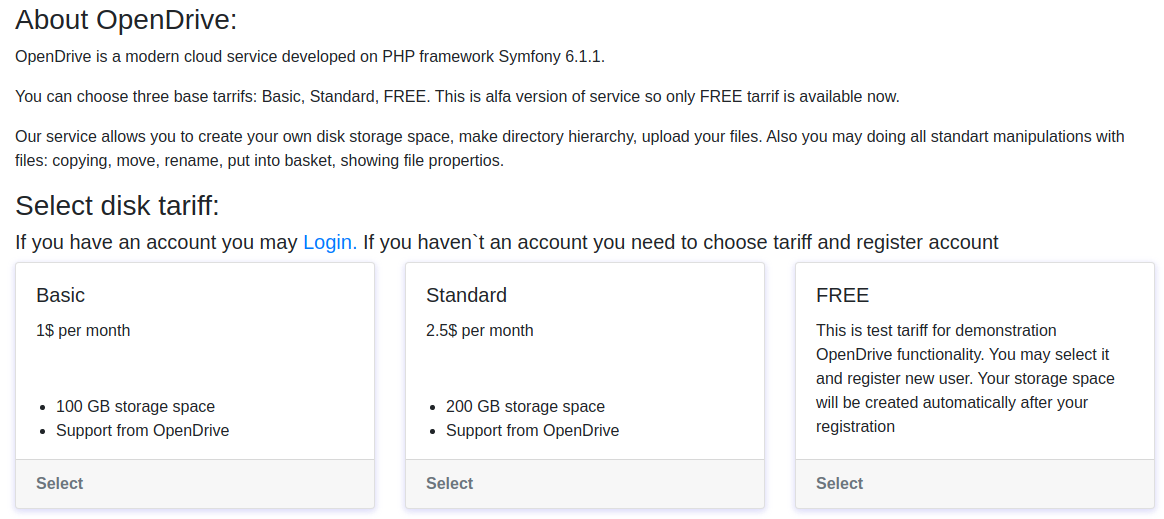 About OpenDrive:
OpenDrive is a modern cloud service developed on PHP framework Symfony 6.1.1.
You can choose three base tarrifs: Basic, Standard, FREE. This is alfa version of service so only FREE tarrif is available now.
Our service allows you to create your own disk storage space, make directory hierarchy, upload your files. Also you may doing all standart manipulations with
files: copying, move, rename, put into basket, showing file propertios.
Select disk tariff:
If you have an account you may Login. If you haven`t an account you need to choose tariff and register account
Basic
1$ per month
100 GB storage space
Support from OpenDrive
Select
Standard
2.5$ per month
200 GB storage space
Support from OpenDrive
Select
FREE
This is test tariff for demonstration
OpenDrive functionality. You may select it
and register new user. Your storage space
will be created automatically after your
registration
Select